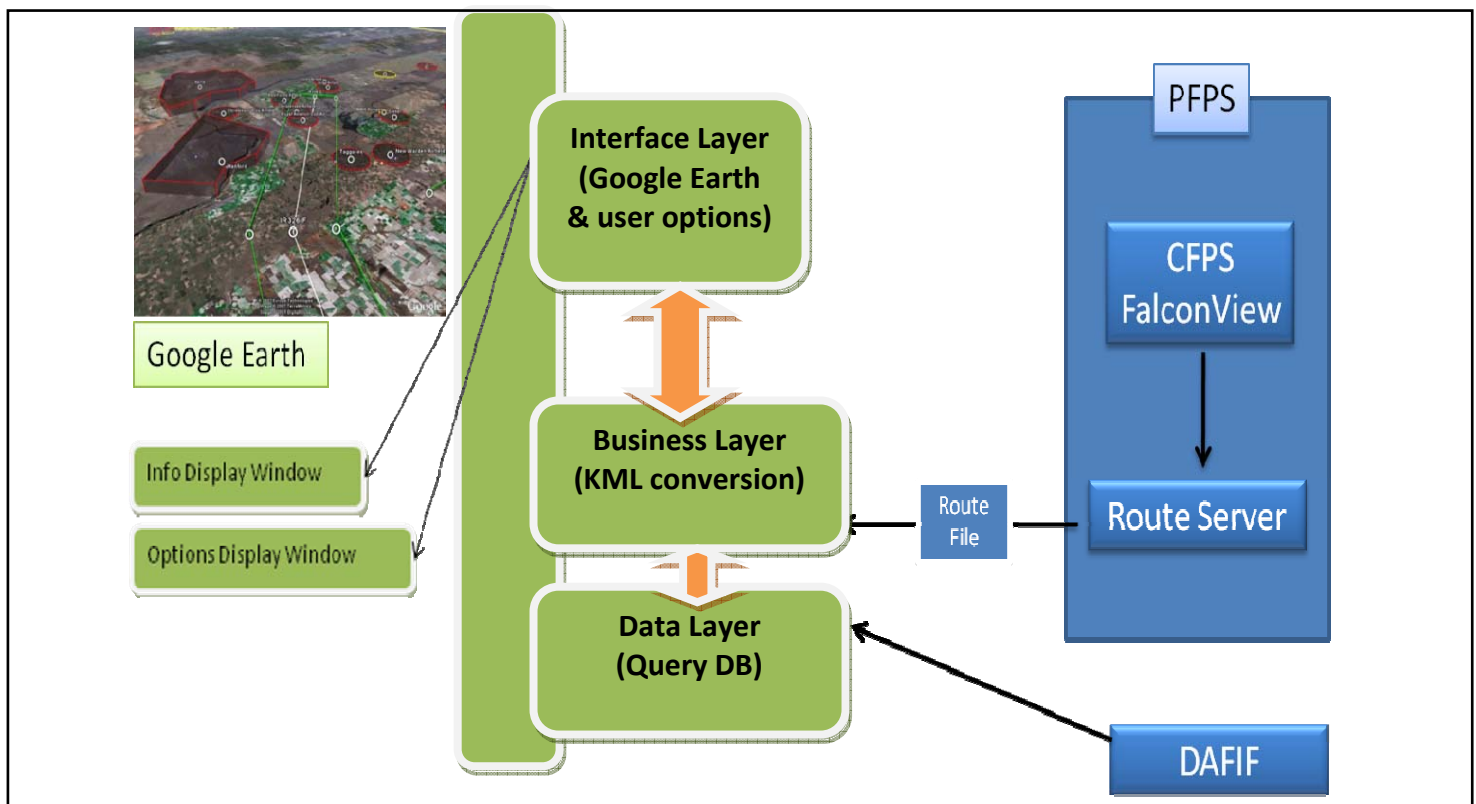 Google Earth
Info Display Window
Options Display Window
Interface Layer
(Google Earth
& user options)
Business Layer
(KML conversion)
Data Layer
(Query DB)
Route
File
PFPS
CFPS
FalconView
Route Server
DAFIF